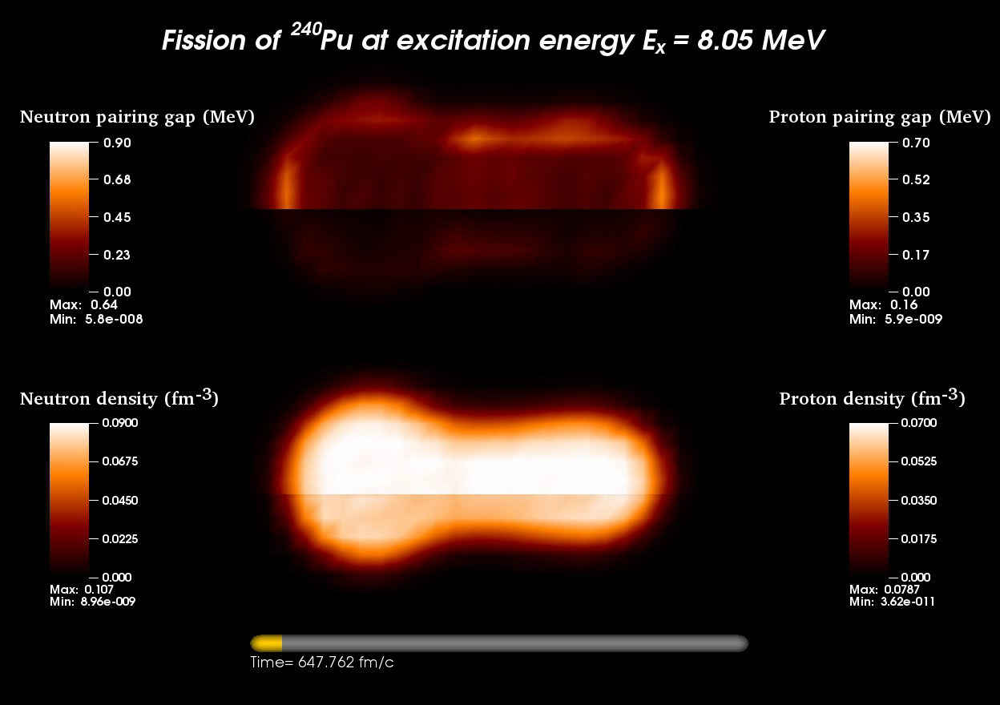 Fission of ²⁴⁰Pu at excitation energy Eₓ = 8.05 MeV
Neutron pairing gap (MeV)
0.90
0.68
0.45
0.23
0.00
Max: 0.64
Min: 5.8e-008
Proton pairing gap (MeV)
0.70
0.52
0.35
0.17
0.00
Max: 0.16
Min: 5.9e-009
Neutron density (fm⁻³)
0.0900
0.0675
0.0450
0.0225
0.000
Max: 0.107
Min: 8.96e-009
Proton density (fm⁻³)
0.0700
0.0525
0.0350
0.0175
0.000
Max: 0.0787
Min: 3.62e-011
Time= 647.762 fm/c